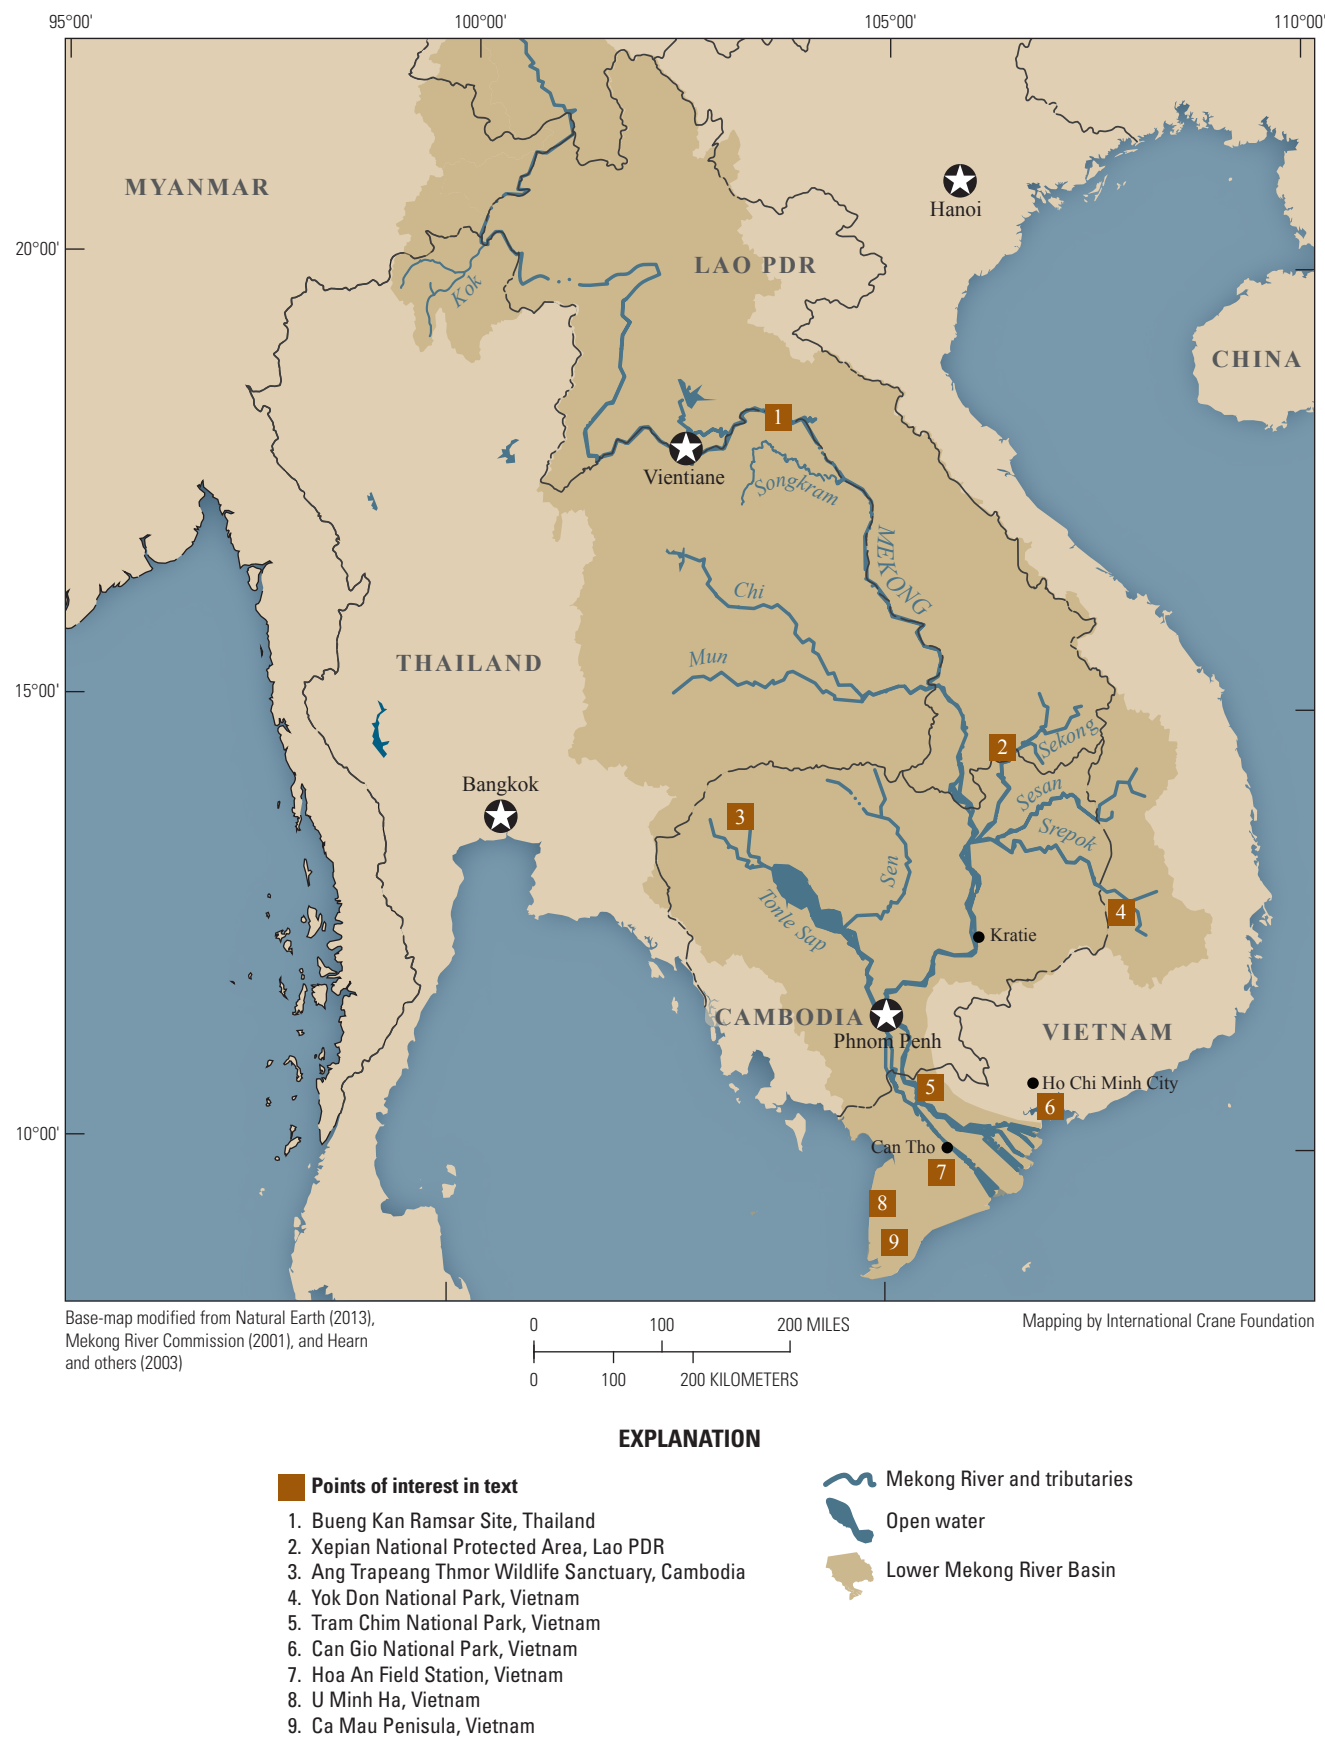 95°00' 100°00' 105°00' 110°00'
MYANMAR
Hanoi
20°00'
LAO PDR
Kok
CHINA
1
Vientiane
Songkram
MEKONG
Chi
Mun
THAILAND
15°00'
2
Sekong
Bangkok
Sesan
3
Srepok
Sen
Tonle Sap
4
Kratie
CAMBODIA
Phnom Penh
VIETNAM
5
Ho Chi Minh City
6
10°00'
Can Tho
7
8
9
Base-map modified from Natural Earth (2013),
Mekong River Commission (2001), and Hearn
and others (2003)
0 100 200 MILES
0 100 200 KILOMETERS
Mapping by International Crane Foundation
EXPLANATION
Points of interest in text
1. Bueng Kan Ramsar Site, Thailand
2. Xepian National Protected Area, Lao PDR
3. Ang Trapeang Thmor Wildlife Sanctuary, Cambodia
4. Yok Don National Park, Vietnam
5. Tram Chim National Park, Vietnam
6. Can Gio National Park, Vietnam
7. Hoa An Field Station, Vietnam
8. U Minh Ha, Vietnam
9. Ca Mau Penisula, Vietnam
Mekong River and tributaries
Open water
Lower Mekong River Basin